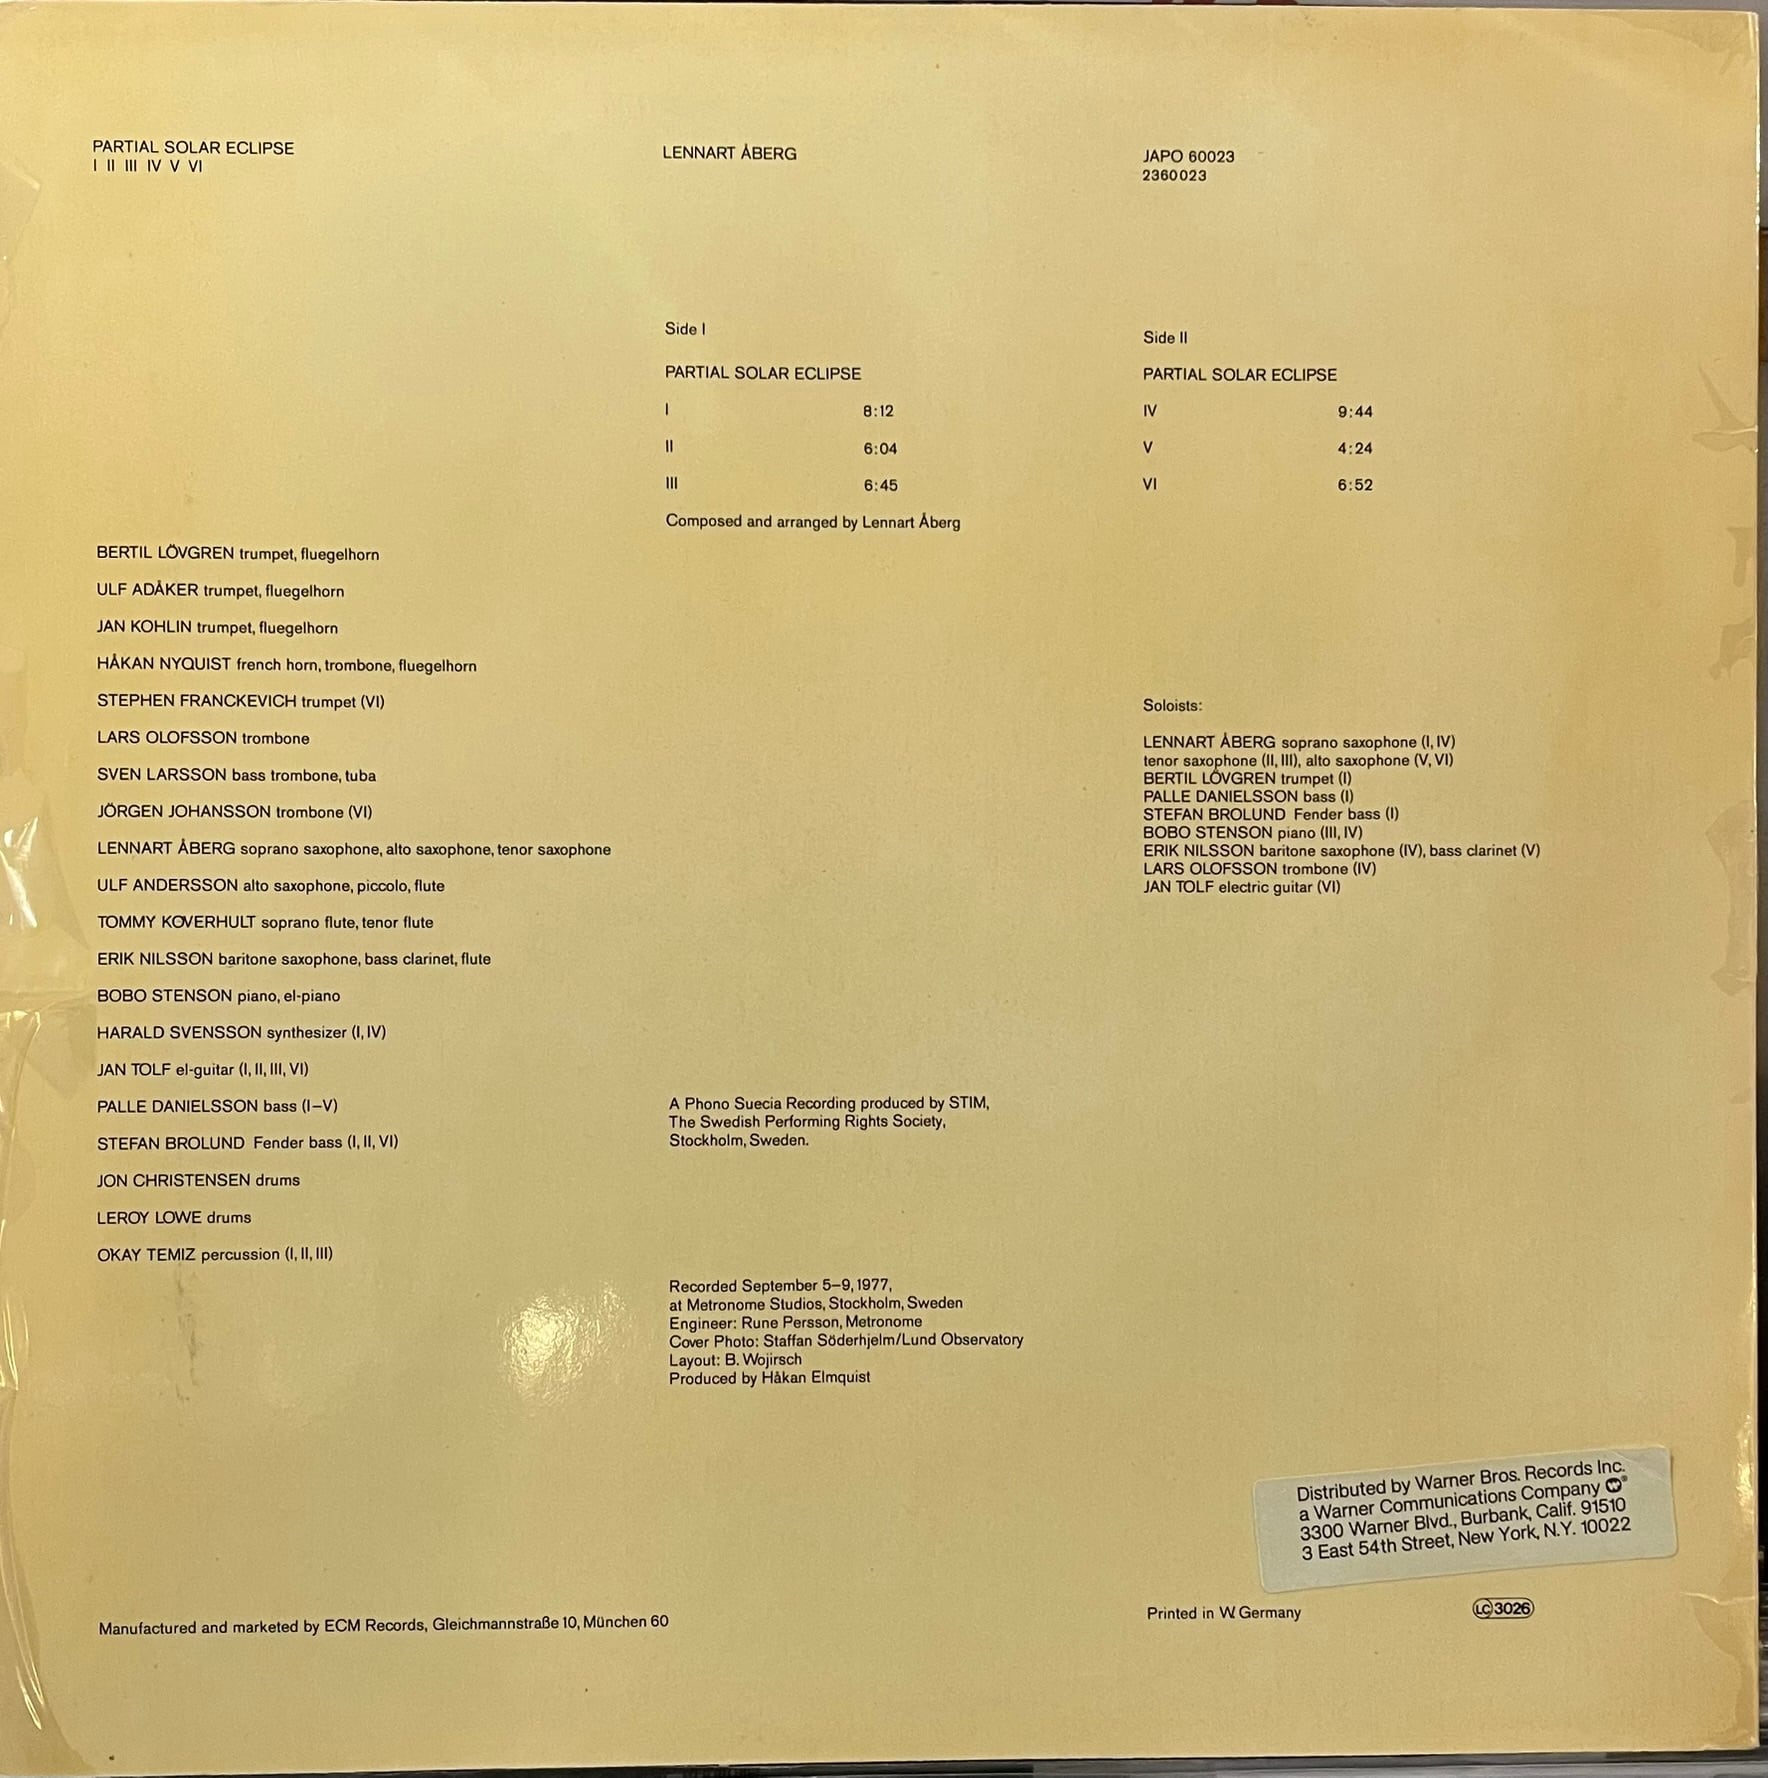 PARTIAL SOLAR ECLIPSE
I II III IV V VI
LENNART ÅBERG
JAPO 60023
2360023
Side I
PARTIAL SOLAR ECLIPSE
I 8:12
II 6:04
III 6:45
Composed and arranged by Lennart Åberg
Side II
PARTIAL SOLAR ECLIPSE
IV 9:44
V 4:24
VI 6:52
BERTIL LÖVGREN trumpet, fluegelhorn
ULF ADÅKER trumpet, fluegelhorn
JAN KOHLIN trumpet, fluegelhorn
HÅKAN NYQUIST french horn, trombone, fluegelhorn
STEPHEN FRANCKEVICH trumpet (VI)
LARS OLOFSSON trombone
SVEN LARSSON bass trombone, tuba
JÖRGEN JOHANSSON trombone (VI)
LENNART ÅBERG soprano saxophone, alto saxophone, tenor saxophone
ULF ANDERSSON alto saxophone, piccolo, flute
TOMMY KOVERHULT soprano flute, tenor flute
ERIK NILSSON baritone saxophone, bass clarinet, flute
BOBO STENSON piano, el-piano
HARALD SVENSSON synthesizer (I, IV)
JAN TOLF el-guitar (I, II, III, VI)
PALLE DANIELSSON bass (I–V)
STEFAN BROLUND Fender bass (I, II, VI)
JON CHRISTENSEN drums
LEROY LOWE drums
OKAY TEMIZ percussion (I, II, III)
Soloists:
LENNART ÅBERG soprano saxophone (I, IV)
tenor saxophone (II, III), alto saxophone (V, VI)
BERTIL LÖVGREN trumpet (I)
PALLE DANIELSSON bass (I)
STEFAN BROLUND Fender bass (I)
BOBO STENSON piano (III, IV)
ERIK NILSSON baritone saxophone (IV), bass clarinet (V)
LARS OLOFSSON trombone (IV)
JAN TOLF electric guitar (VI)
A Phono Suecia Recording produced by STIM,
The Swedish Performing Rights Society,
Stockholm, Sweden.
Recorded September 5–9, 1977,
at Metronome Studios, Stockholm, Sweden
Engineer: Rune Persson, Metronome
Cover Photo: Staffan Söderhjelm/Lund Observatory
Layout: B. Wojirsch
Produced by Håkan Elmquist
Distributed by Warner Bros. Records Inc.
a Warner Communications Company W®
3300 Warner Blvd., Burbank, Calif. 91510
3 East 54th Street, New York, N.Y. 10022
Manufactured and marketed by ECM Records, Gleichmannstraße 10, München 60
Printed in W. Germany
LC 3026